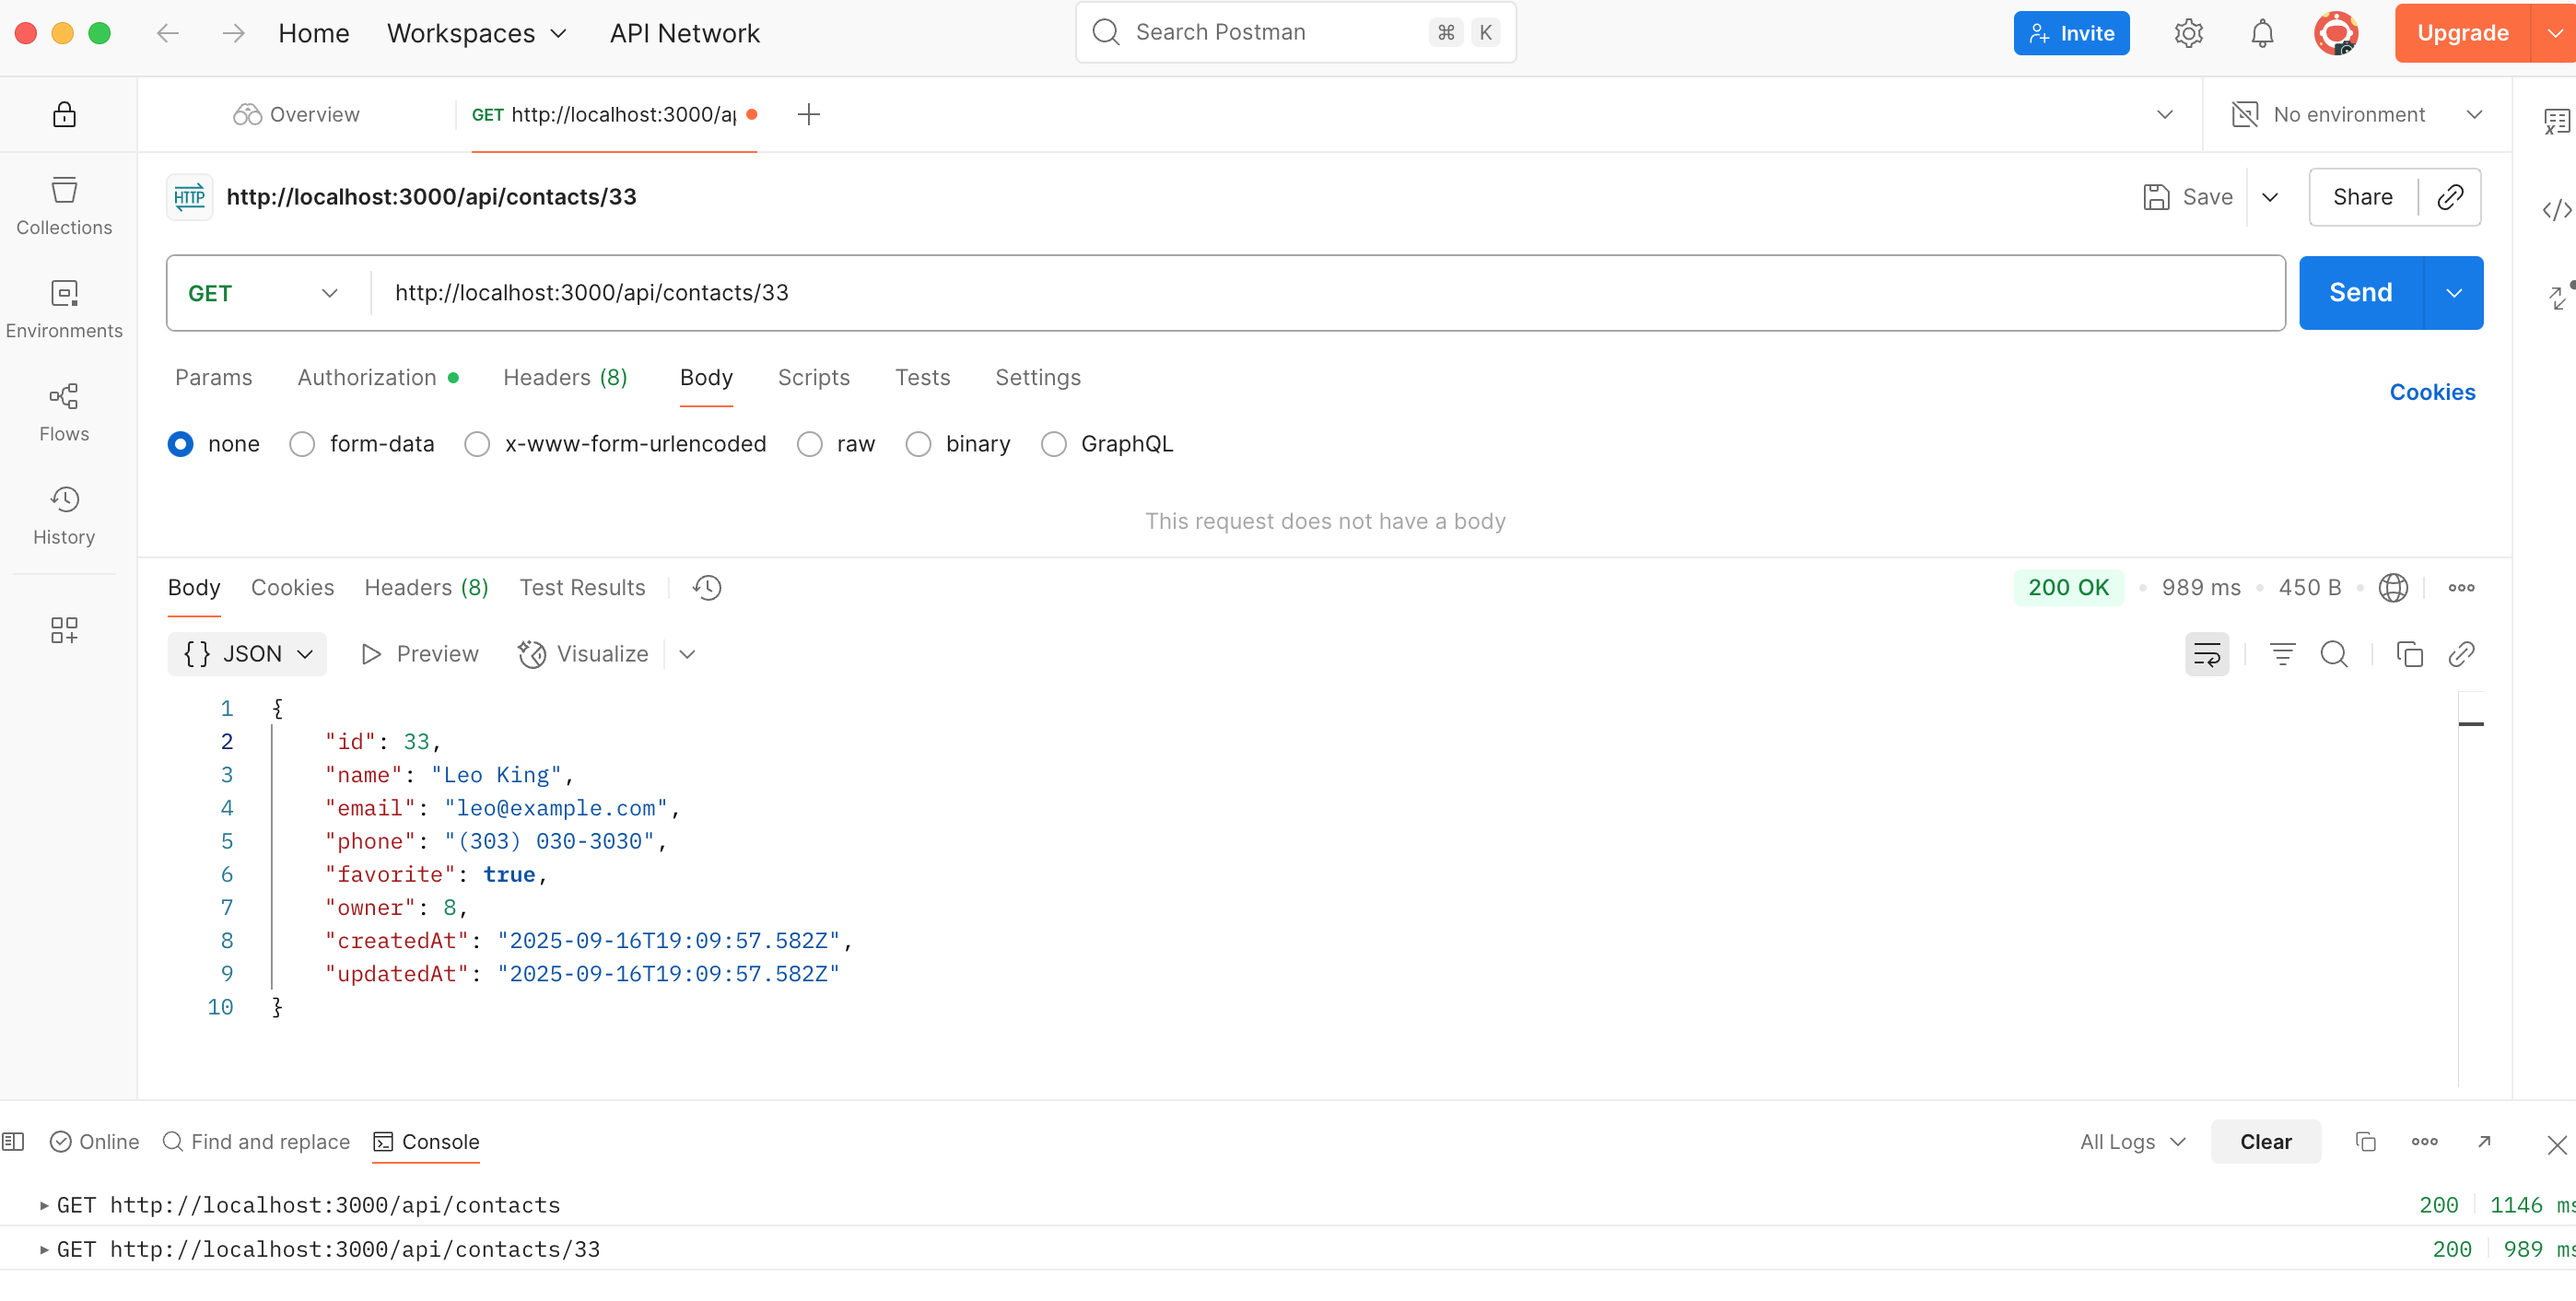 Home Workspaces API Network Search Postman ⌘ K Invite Upgrade
Overview GET http://localhost:3000/ap No environment
HTTP http://localhost:3000/api/contacts/33 Save Share
Collections
GET http://localhost:3000/api/contacts/33 Send
Environments
Params Authorization Headers (8) Body Scripts Tests Settings Cookies
Flows
none form-data x-www-form-urlencoded raw binary GraphQL
History
This request does not have a body
Body Cookies Headers (8) Test Results 200 OK 989 ms 450 B
{} JSON Preview Visualize
1 {
2 "id": 33,
3 "name": "Leo King",
4 "email": "leo@example.com",
5 "phone": "(303) 030-3030",
6 "favorite": true,
7 "owner": 8,
8 "createdAt": "2025-09-16T19:09:57.582Z",
9 "updatedAt": "2025-09-16T19:09:57.582Z"
10 }
Online Find and replace Console All Logs Clear
GET http://localhost:3000/api/contacts 200 1146 ms
GET http://localhost:3000/api/contacts/33 200 989 ms